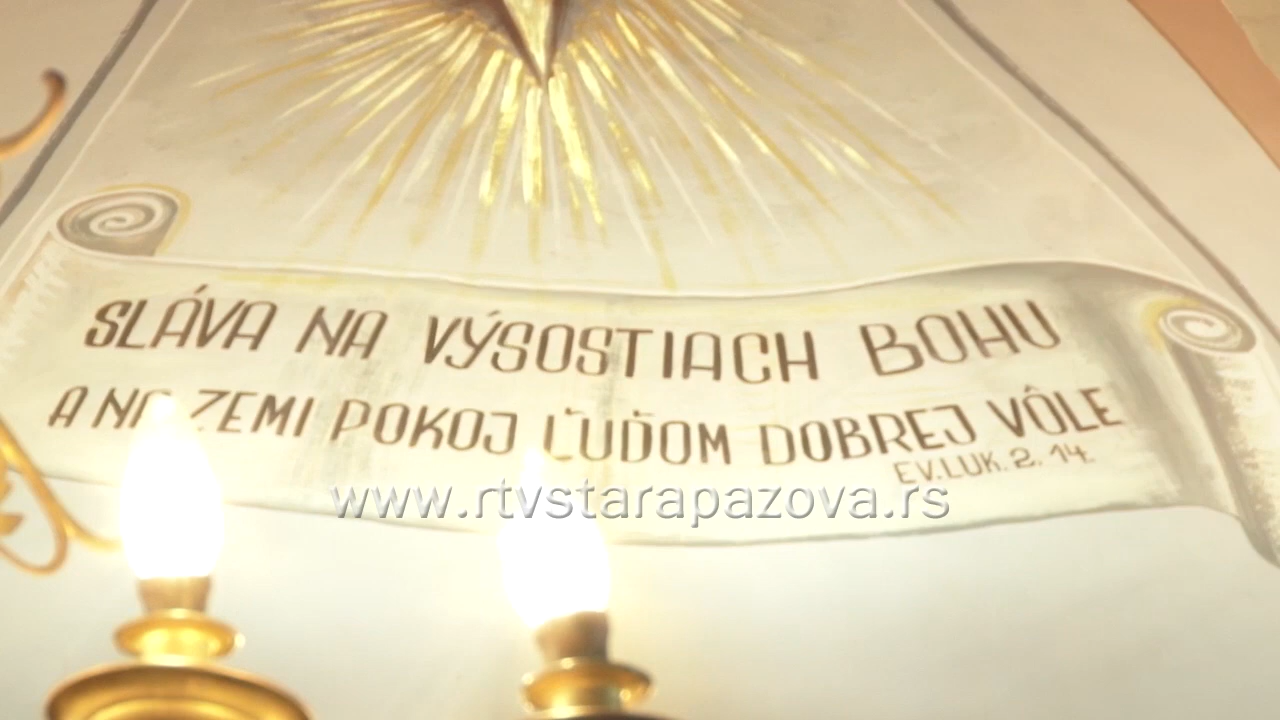 SLÁVA NA VÝSOSTIACH BOHU
A NA ZEMI POKOJ ĽUĎOM DOBREJ VÔLE
EV.LUK. 2. 14.
www.rtvstarapazova.rs